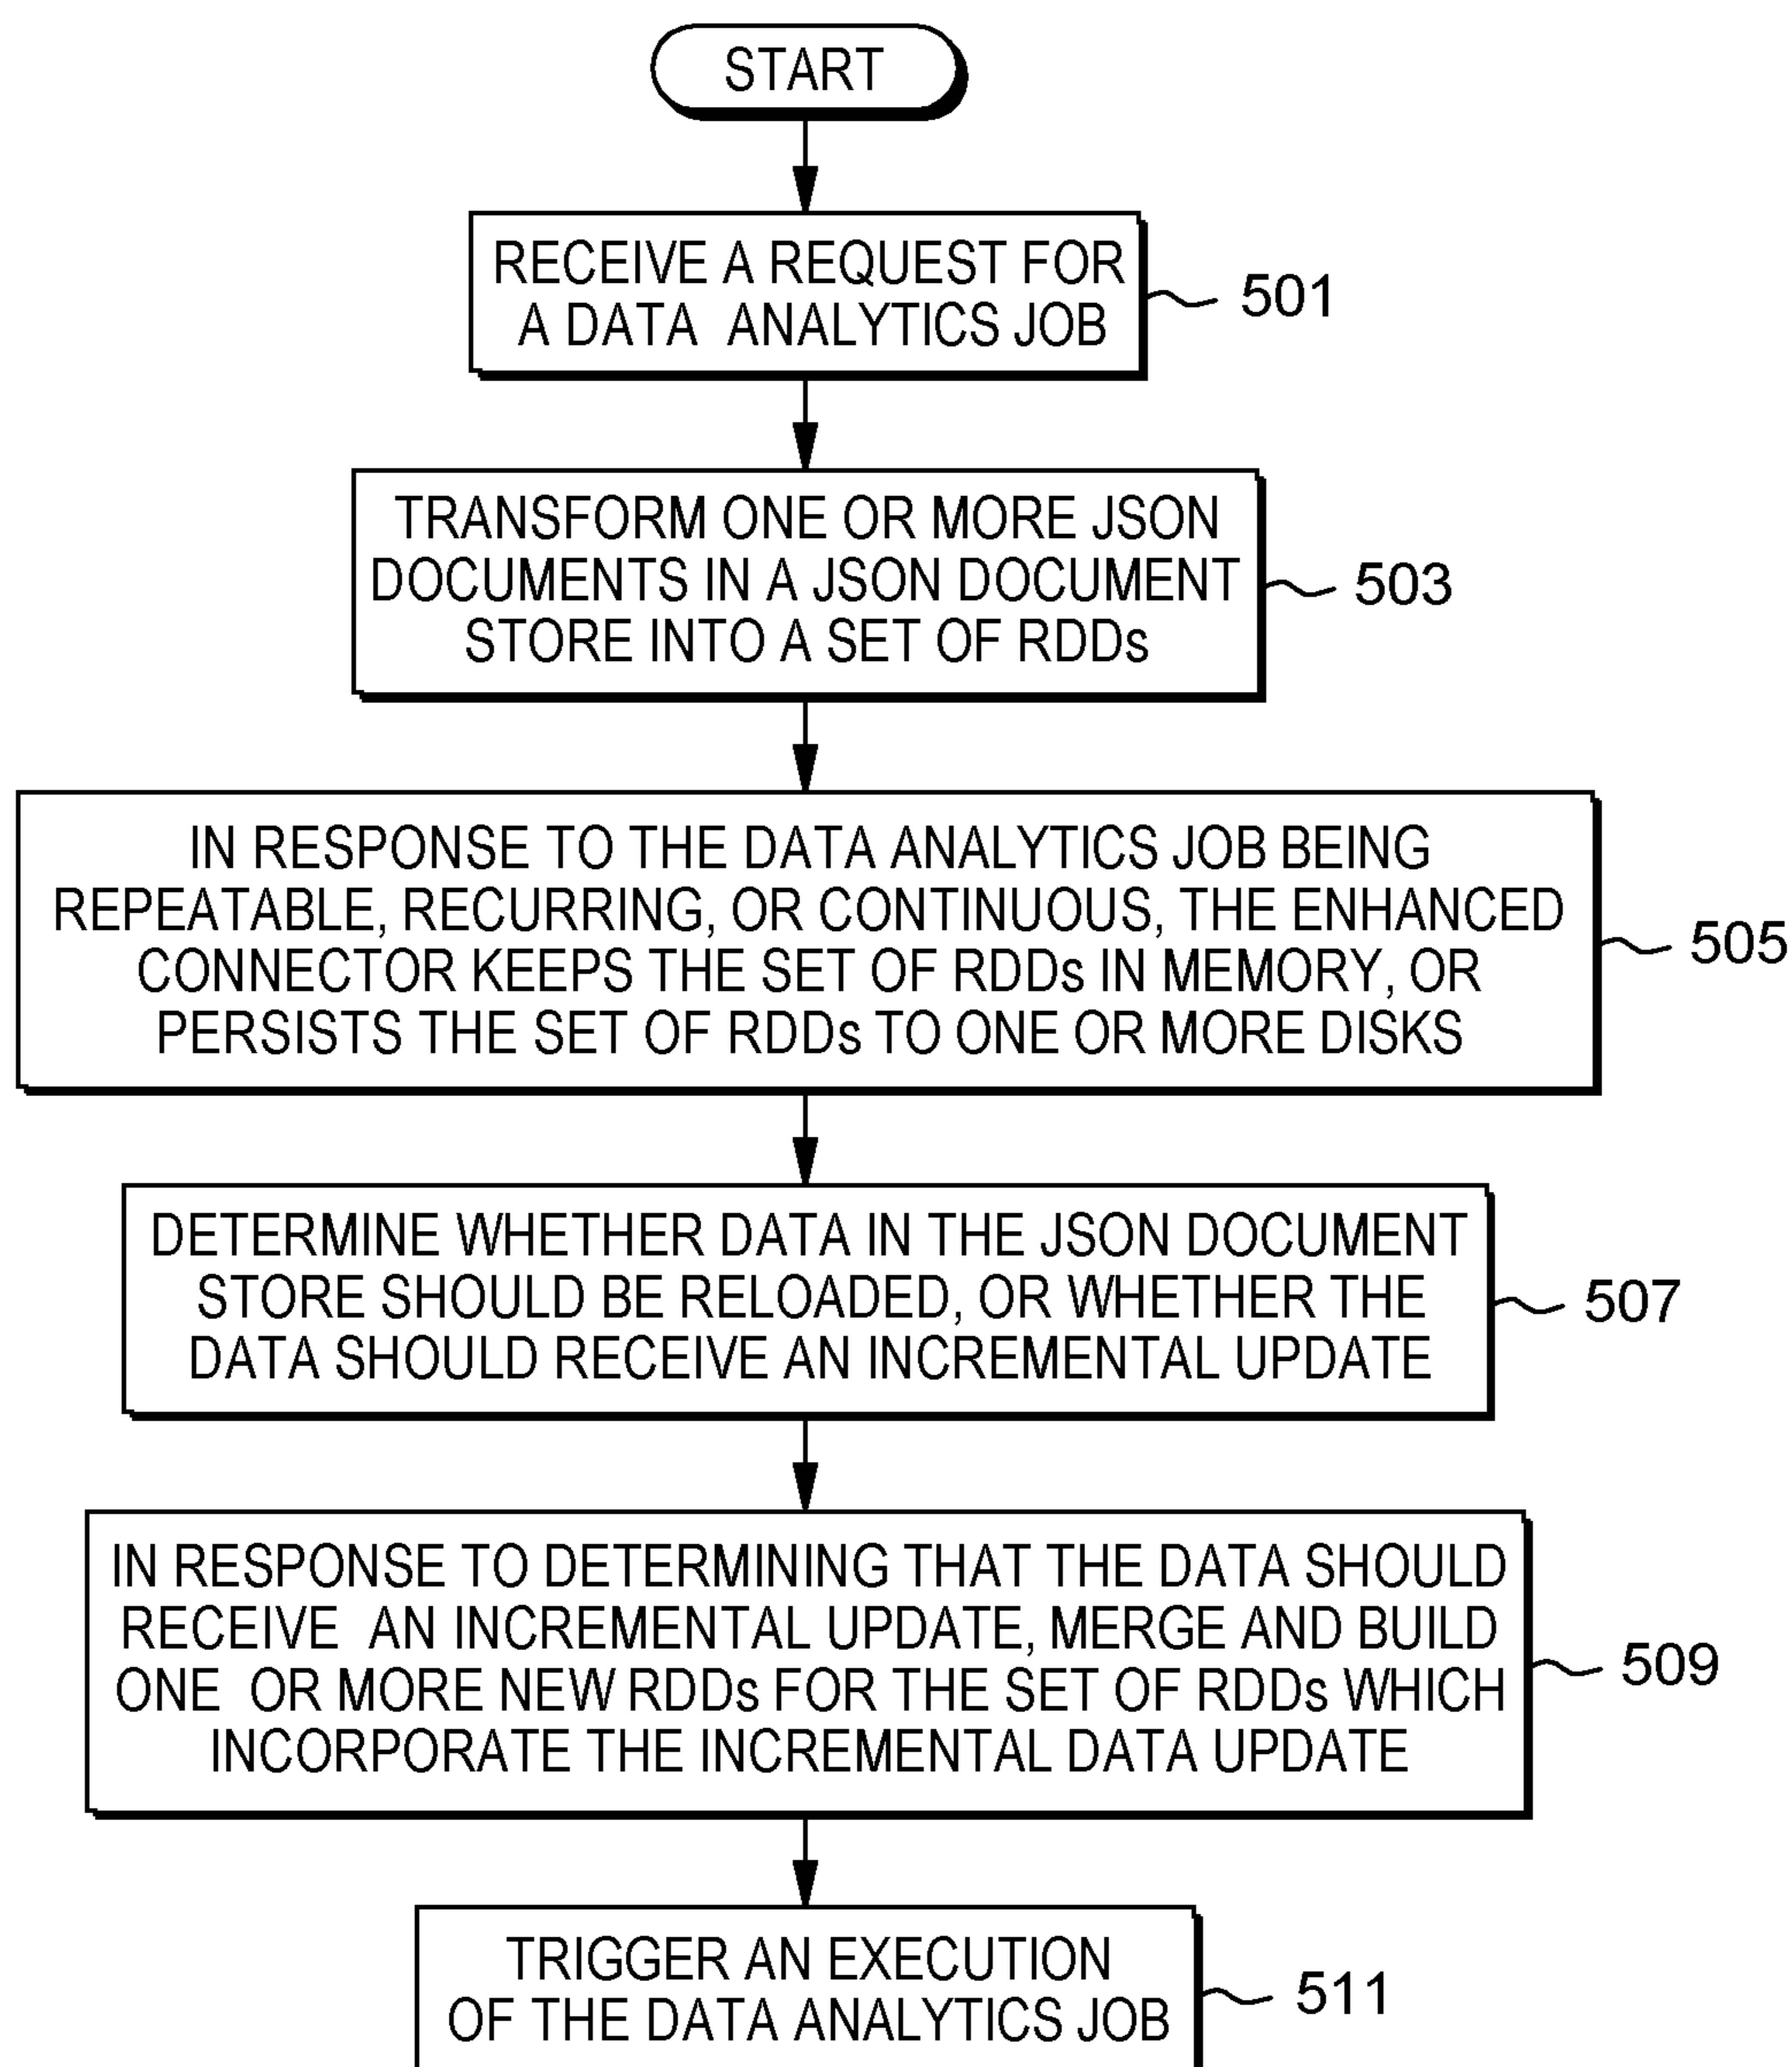 START
RECEIVE A REQUEST FOR
A DATA ANALYTICS JOB
501
TRANSFORM ONE OR MORE JSON
DOCUMENTS IN A JSON DOCUMENT
STORE INTO A SET OF RDDs
503
IN RESPONSE TO THE DATA ANALYTICS JOB BEING
REPEATABLE, RECURRING, OR CONTINUOUS, THE ENHANCED
CONNECTOR KEEPS THE SET OF RDDs IN MEMORY, OR
PERSISTS THE SET OF RDDs TO ONE OR MORE DISKS
505
DETERMINE WHETHER DATA IN THE JSON DOCUMENT
STORE SHOULD BE RELOADED, OR WHETHER THE
DATA SHOULD RECEIVE AN INCREMENTAL UPDATE
507
IN RESPONSE TO DETERMINING THAT THE DATA SHOULD
RECEIVE AN INCREMENTAL UPDATE, MERGE AND BUILD
ONE OR MORE NEW RDDs FOR THE SET OF RDDs WHICH
INCORPORATE THE INCREMENTAL DATA UPDATE
509
TRIGGER AN EXECUTION
OF THE DATA ANALYTICS JOB
511